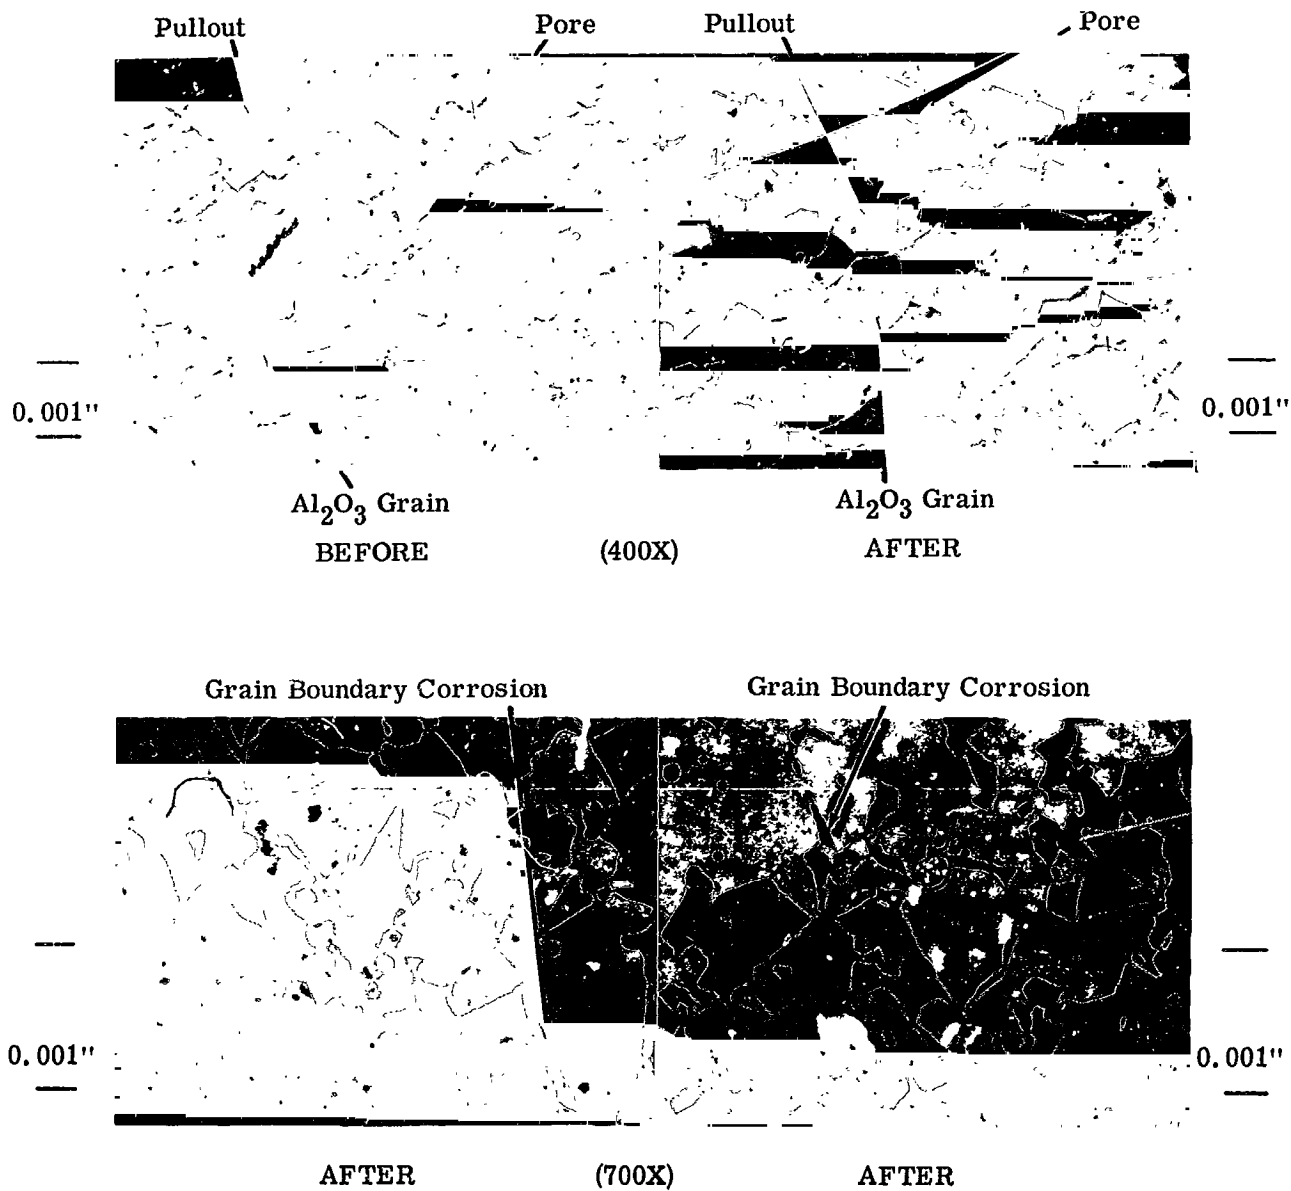 Pullout Pore Pullout Pore
0.001" 0.001"
Al₂O₃ Grain Al₂O₃ Grain
BEFORE (400X) AFTER
Grain Boundary Corrosion Grain Boundary Corrosion
0.001" 0.001"
AFTER (700X) AFTER